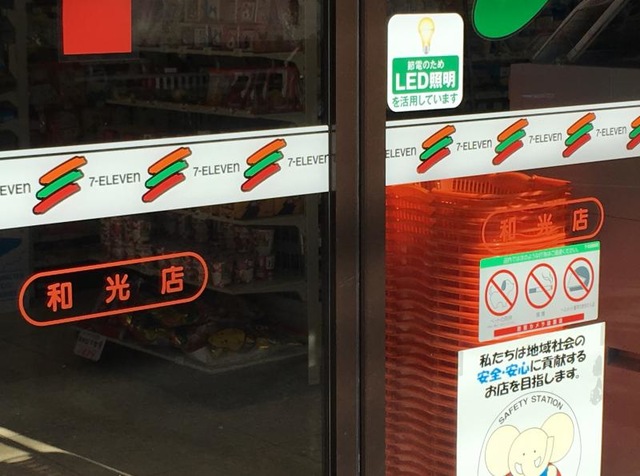 節電のため
LED照明
を活用しています
EVEN 7-ELEVEN 7-ELEVEN 7-ELEVEN
ELEVEN 7-ELEVEN 7-ELEVEN 7-ELEVEN
和光店
和光店
私たちは地域社会の
安全・安心に貢献する
お店を目指します。
SAFETY STATION